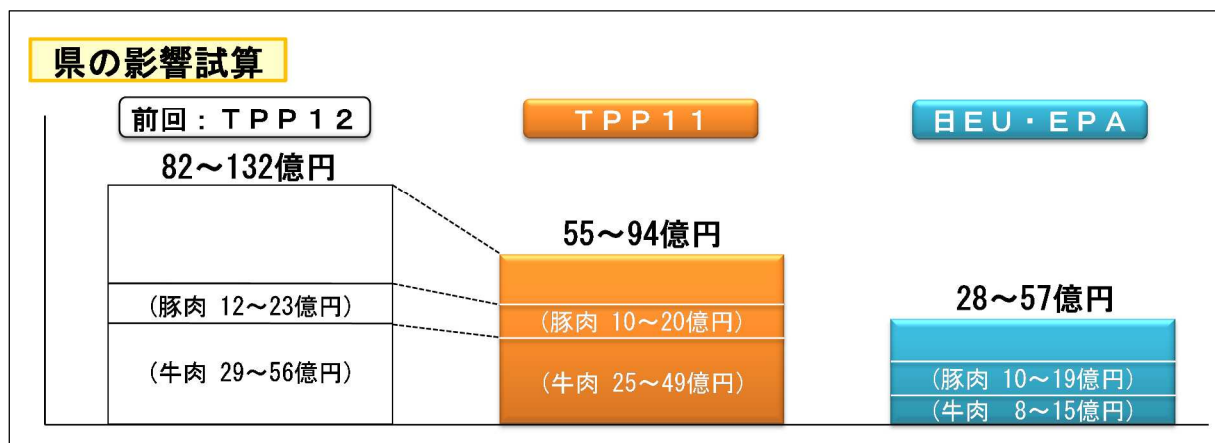 県の影響試算
前回：ＴＰＰ１２
82～132億円
(豚肉 12～23億円)
(牛肉 29～56億円)
ＴＰＰ１１
55～94億円
(豚肉 10～20億円)
(牛肉 25～49億円)
日ＥＵ・ＥＰＡ
28～57億円
(豚肉 10～19億円)
(牛肉　8～15億円)